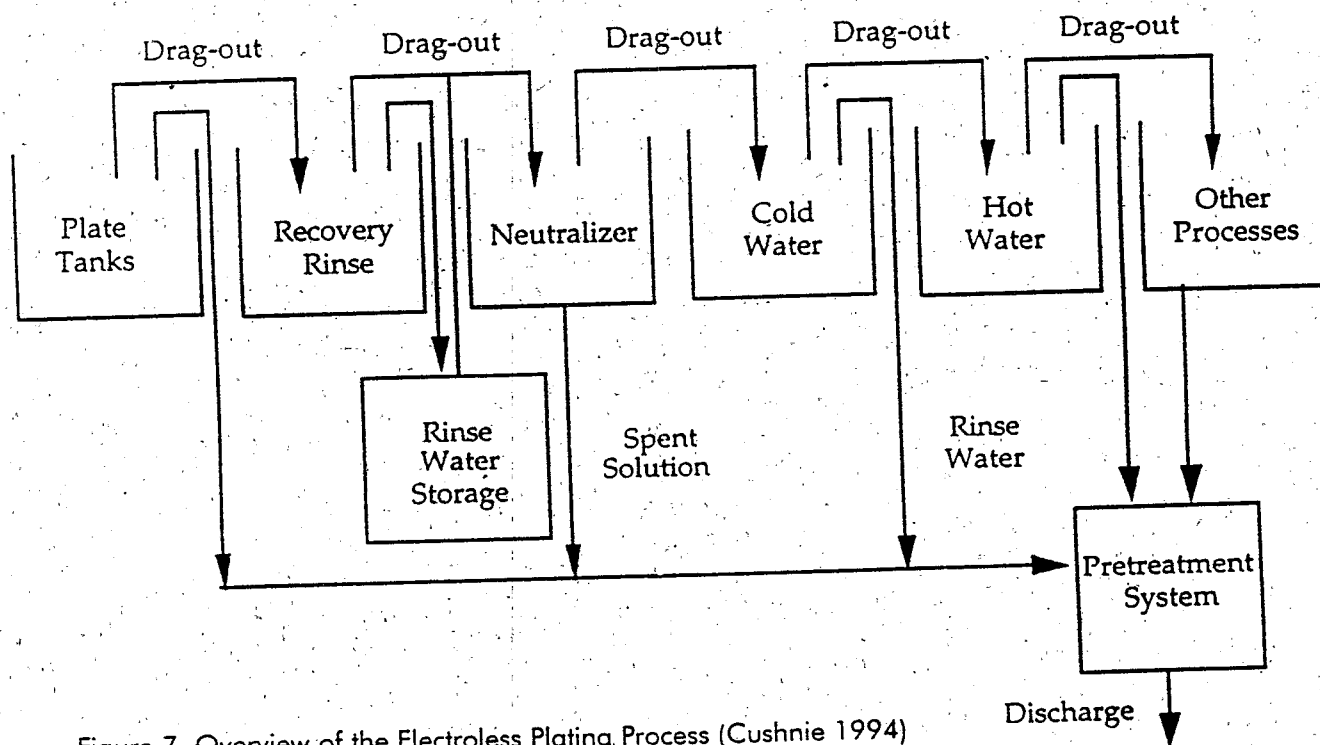 Drag-out
Drag-out
Drag-out
Drag-out
Drag-out
Plate
Tanks
Recovery
Rinse
Neutralizer
Cold
Water
Hot
Water
Other
Processes
Rinse
Water
Storage
Spent
Solution
Rinse
Water
Pretreatment
System
Discharge
Figure 7. Overview of the Electroless Plating Process (Cushnie 1994)